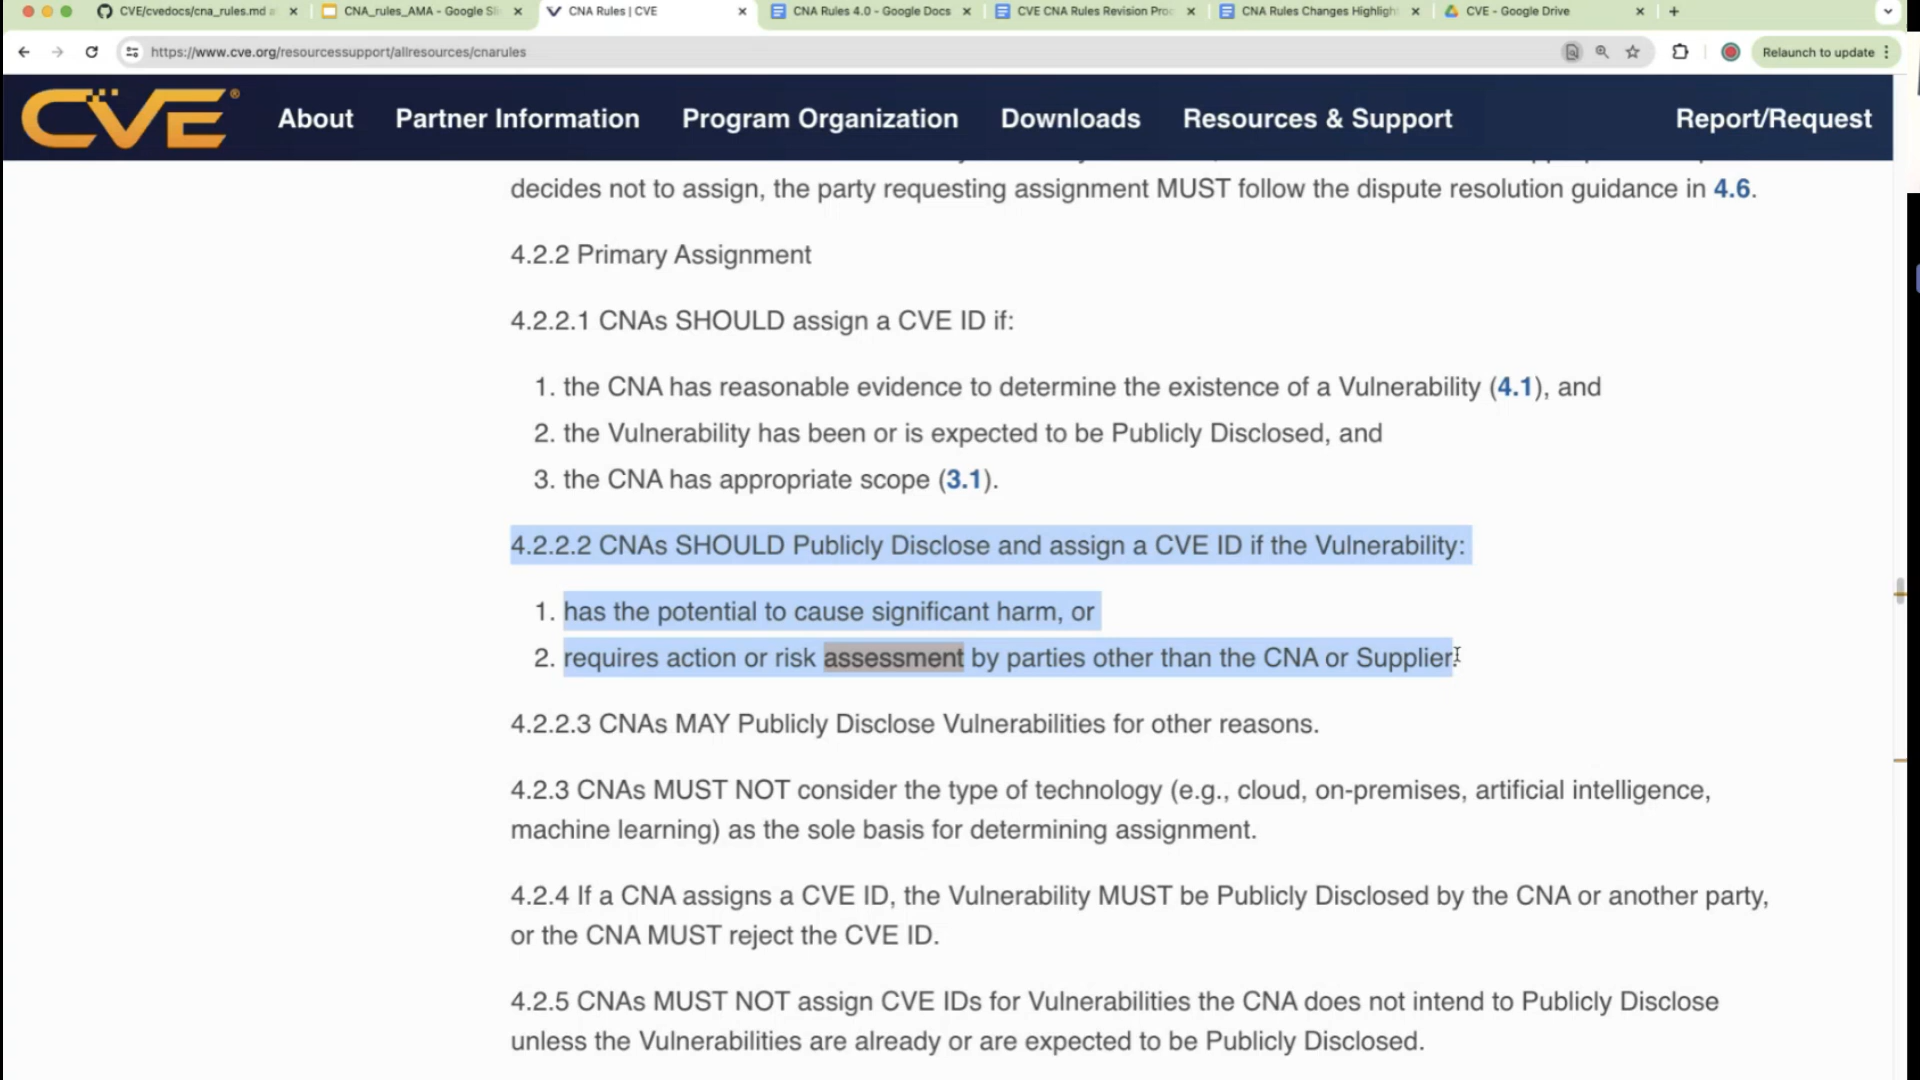 CVE/cvedocs/cna_rules.md
CNA_rules_AMA - Google Sli
CNA Rules | CVE
CNA Rules 4.0 - Google Docs
CVE CNA Rules Revision Pro
CNA Rules Changes Highligh
CVE - Google Drive
https://www.cve.org/resourcessupport/allresources/cnarules
Relaunch to update
CVE®
About
Partner Information
Program Organization
Downloads
Resources & Support
Report/Request
decides not to assign, the party requesting assignment MUST follow the dispute resolution guidance in 4.6.
4.2.2 Primary Assignment
4.2.2.1 CNAs SHOULD assign a CVE ID if:
1. the CNA has reasonable evidence to determine the existence of a Vulnerability (4.1), and
2. the Vulnerability has been or is expected to be Publicly Disclosed, and
3. the CNA has appropriate scope (3.1).
4.2.2.2 CNAs SHOULD Publicly Disclose and assign a CVE ID if the Vulnerability:
1. has the potential to cause significant harm, or
2. requires action or risk assessment by parties other than the CNA or Supplier.
4.2.2.3 CNAs MAY Publicly Disclose Vulnerabilities for other reasons.
4.2.3 CNAs MUST NOT consider the type of technology (e.g., cloud, on-premises, artificial intelligence,
machine learning) as the sole basis for determining assignment.
4.2.4 If a CNA assigns a CVE ID, the Vulnerability MUST be Publicly Disclosed by the CNA or another party,
or the CNA MUST reject the CVE ID.
4.2.5 CNAs MUST NOT assign CVE IDs for Vulnerabilities the CNA does not intend to Publicly Disclose
unless the Vulnerabilities are already or are expected to be Publicly Disclosed.